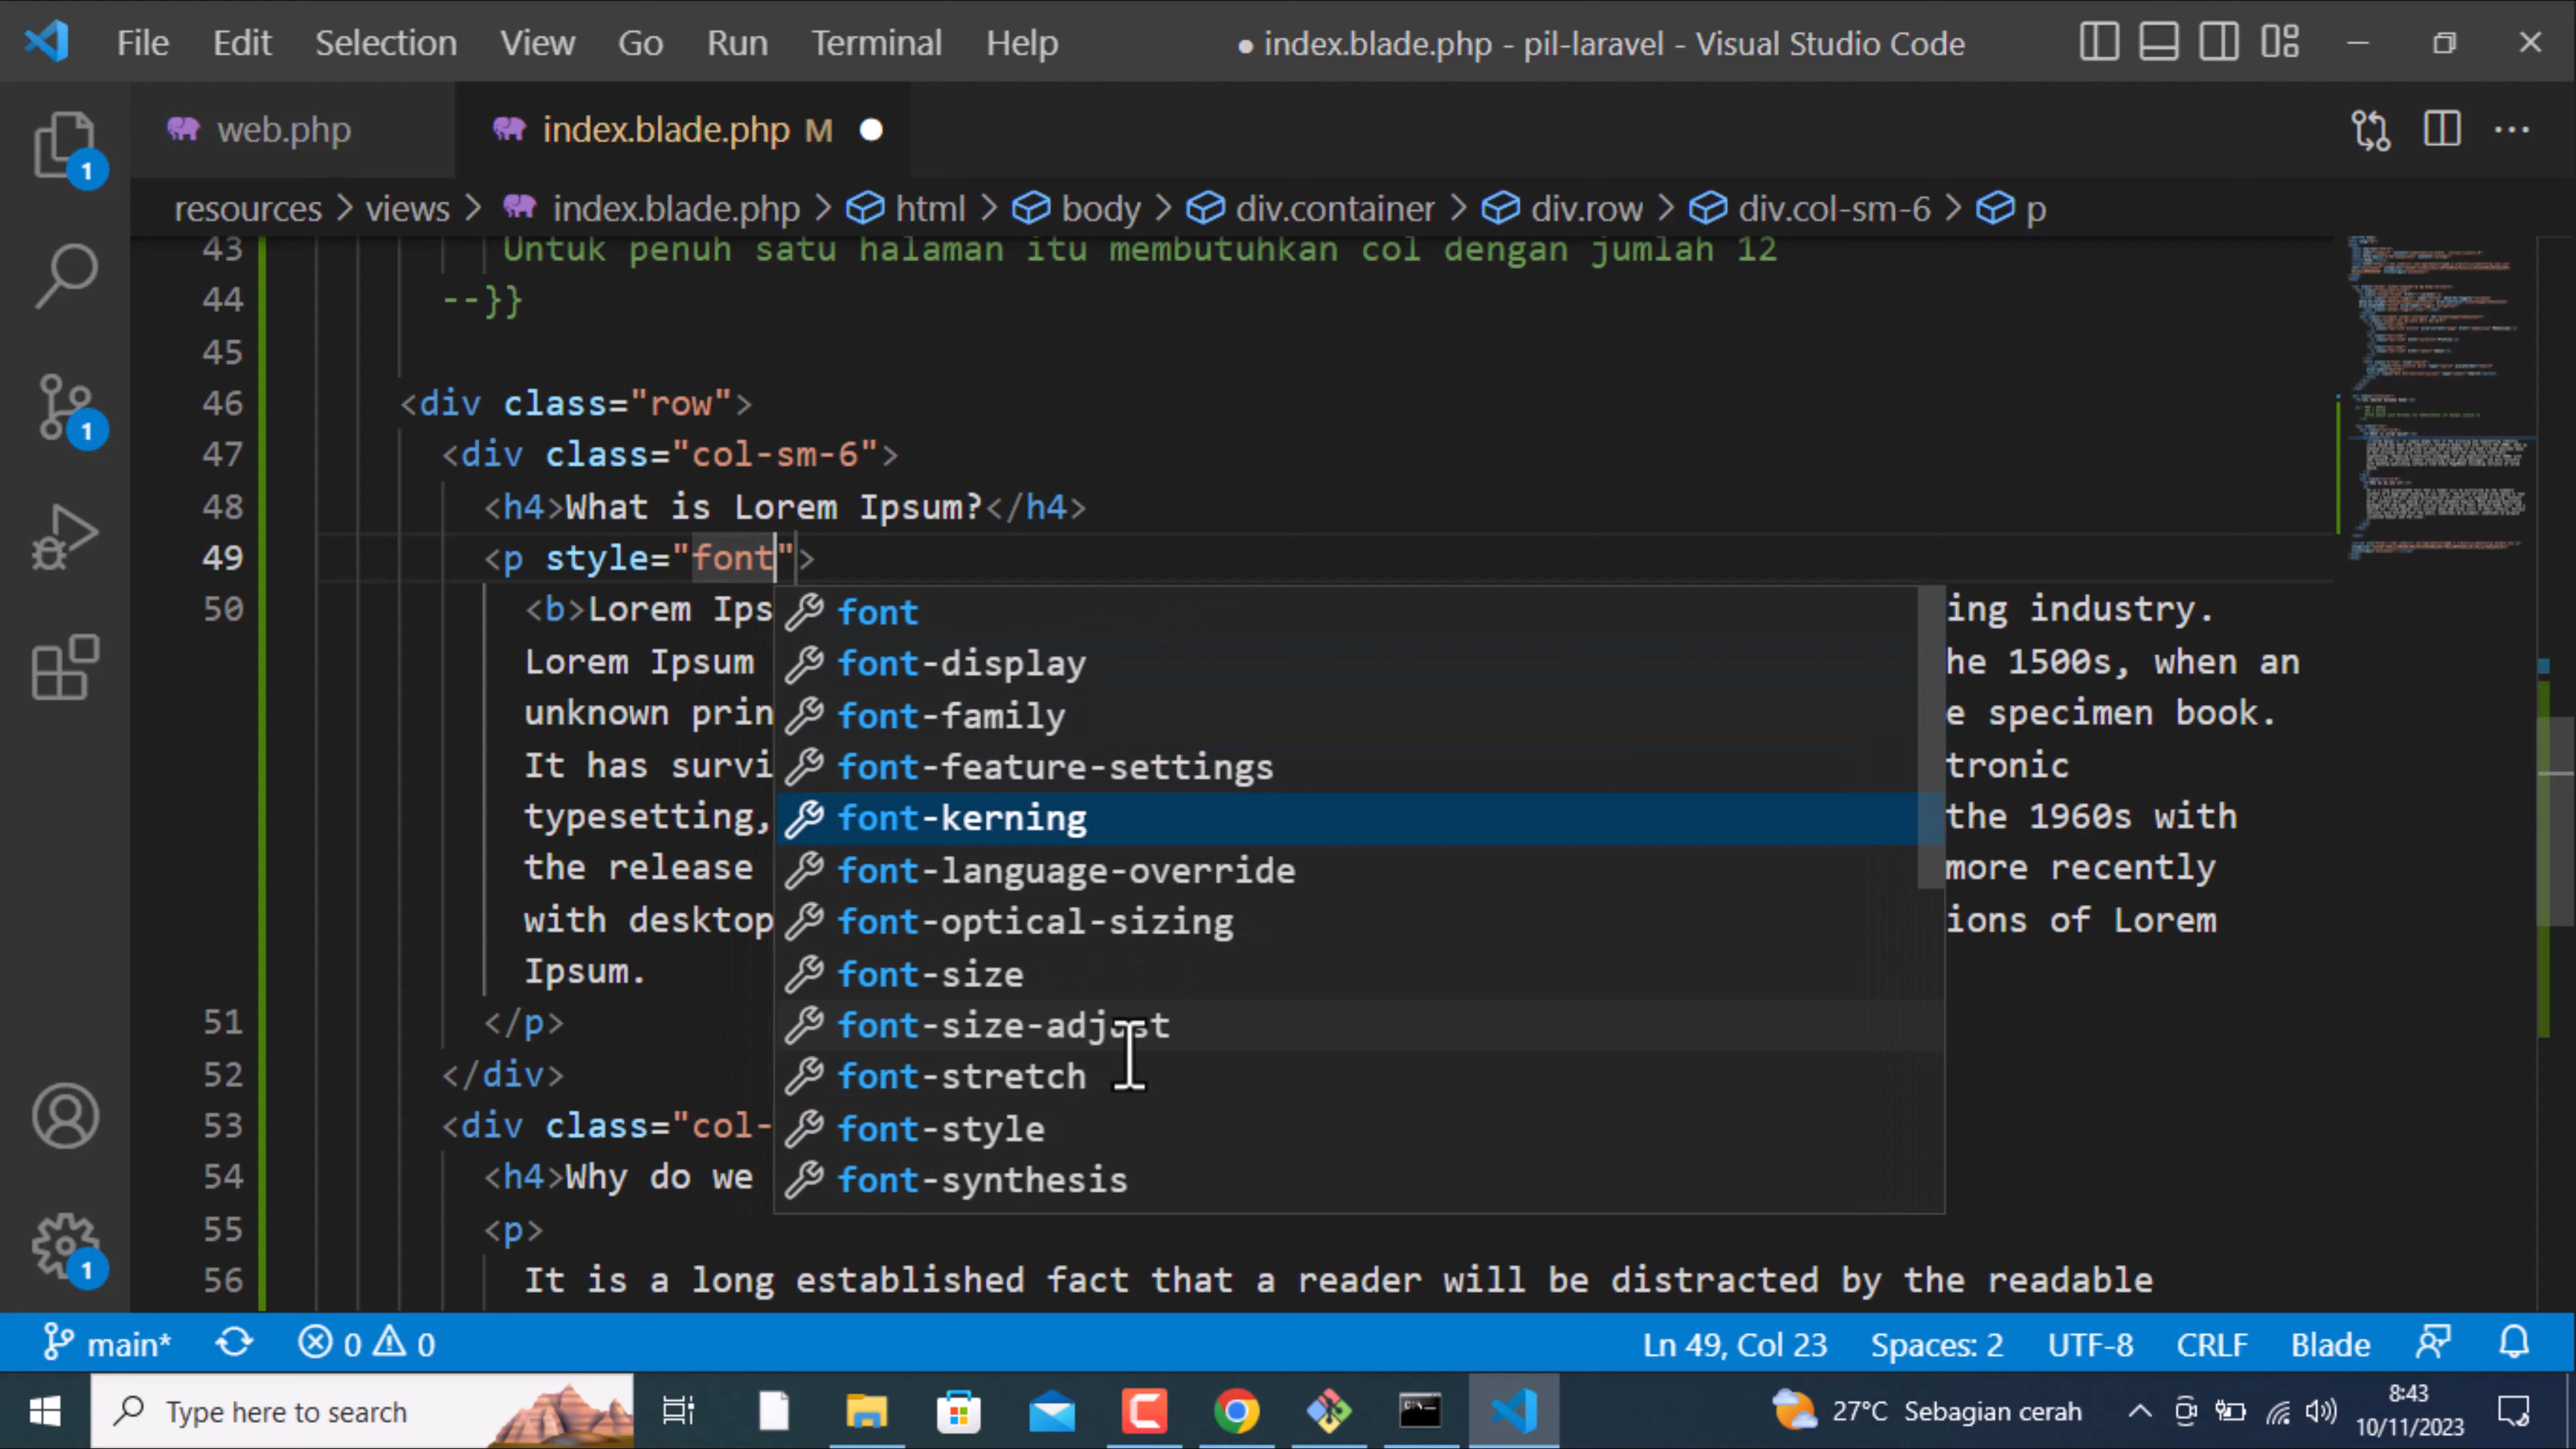 File Edit Selection View Go Run Terminal Help ● index.blade.php - pil-laravel - Visual Studio Code
web.php index.blade.php M
resources > views > index.blade.php > html > body > div.container > div.row > div.col-sm-6 > p
43 Untuk penuh satu halaman itu membutuhkan col dengan jumlah 12
44 --}}
45
46 <div class="row">
47 <div class="col-sm-6">
48 <h4>What is Lorem Ipsum?</h4>
49 <p style="font">
50 <b>Lorem Ips font ing industry.
Lorem Ipsum font-display he 1500s, when an
unknown prin font-family e specimen book.
It has survi font-feature-settings tronic
typesetting, font-kerning the 1960s with
the release font-language-override more recently
with desktop font-optical-sizing ions of Lorem
Ipsum. font-size
51 </p> font-size-adjust
52 </div> font-stretch
53 <div class="col- font-style
54 <h4>Why do we font-synthesis
55 <p>
56 It is a long established fact that a reader will be distracted by the readable
1
1
1
main* 0 0 Ln 49, Col 23 Spaces: 2 UTF-8 CRLF Blade
Type here to search 27°C Sebagian cerah 8:43
10/11/2023